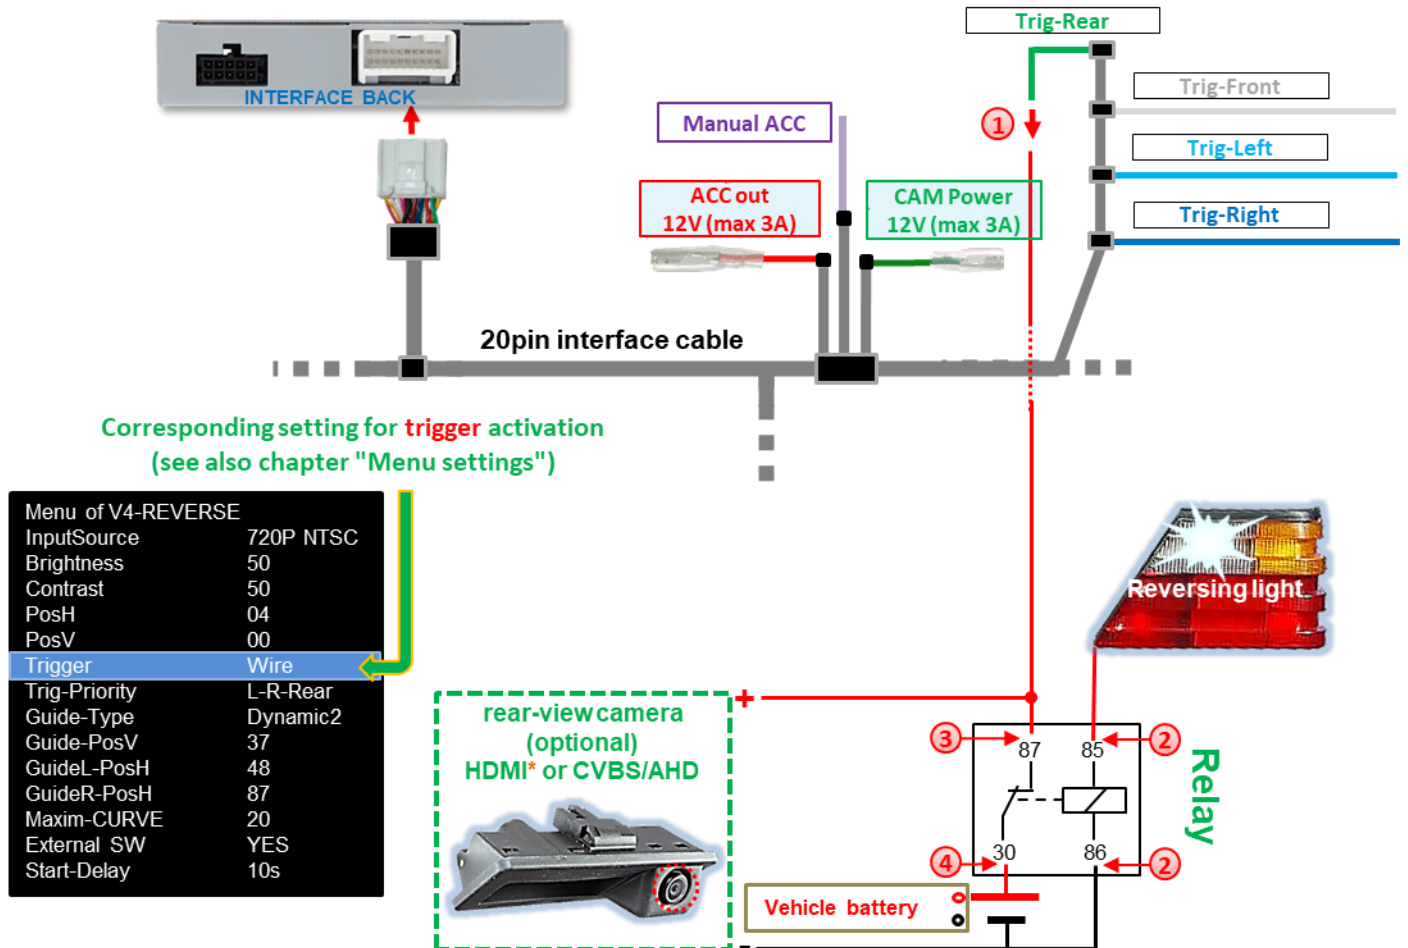 Trig-Rear
INTERFACE BACK
Trig-Front
Manual ACC
1
Trig-Left
ACC out
12V (max 3A)
CAM Power
12V (max 3A)
Trig-Right
20pin interface cable
Corresponding setting for trigger activation
(see also chapter "Menu settings")
Menu of V4-REVERSE
InputSource 720P NTSC
Brightness 50
Contrast 50
PosH 04
PosV 00
Trigger Wire
Trig-Priority L-R-Rear
Guide-Type Dynamic2
Guide-PosV 37
GuideL-PosH 48
GuideR-PosH 87
Maxim-CURVE 20
External SW YES
Start-Delay 10s
Reversing light
+
rear-view camera
(optional)
HDMI* or CVBS/AHD
3
87
85
2
Relay
4
30
86
2
Vehicle battery
-